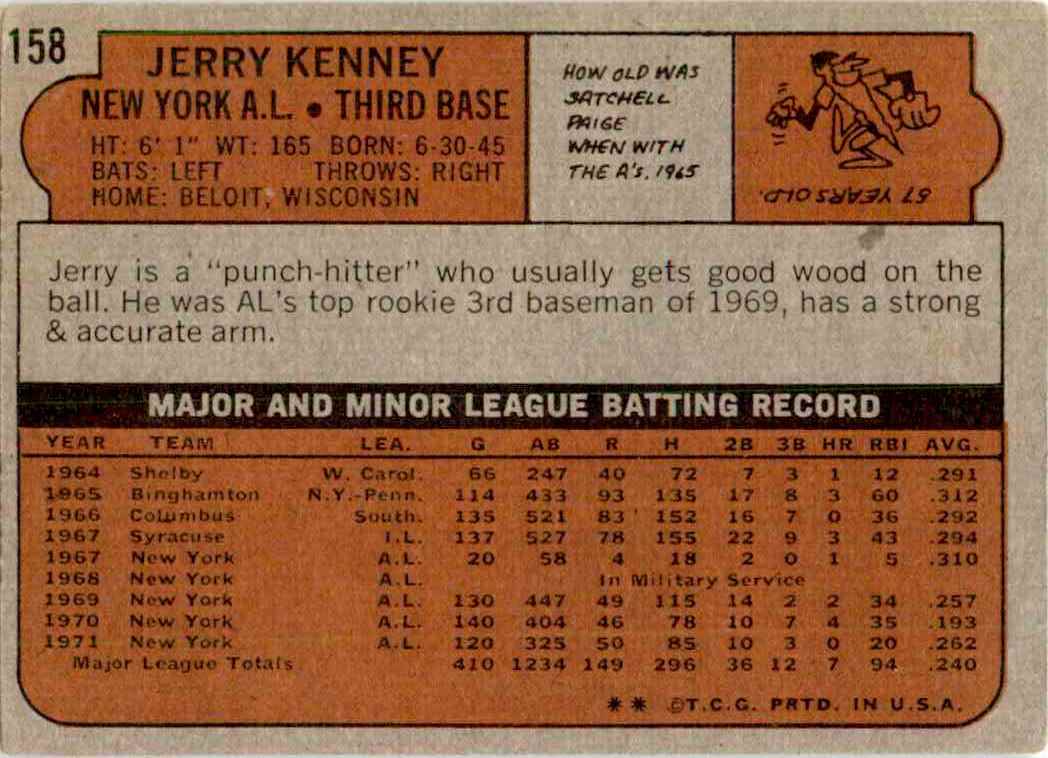 158
JERRY KENNEY
NEW YORK A.L. • THIRD BASE
HT: 6' 1" WT: 165 BORN: 6-30-45
BATS: LEFT THROWS: RIGHT
HOME: BELOIT, WISCONSIN
HOW OLD WAS
SATCHELL
PAIGE
WHEN WITH
THE A's, 1965
57 YEARS OLD.
Jerry is a "punch-hitter" who usually gets good wood on the
ball. He was AL's top rookie 3rd baseman of 1969, has a strong
& accurate arm.
MAJOR AND MINOR LEAGUE BATTING RECORD
YEAR TEAM LEA. G AB R H 2B 3B HR RBI AVG.
1964 Shelby W. Carol. 66 247 40 72 7 3 1 12 .291
1965 Binghamton N.Y.-Penn. 114 433 93 135 17 8 3 60 .312
1966 Columbus South. 135 521 83 152 16 7 0 36 .292
1967 Syracuse I.L. 137 527 78 155 22 9 3 43 .294
1967 New York A.L. 20 58 4 18 2 0 1 5 .310
1968 New York A.L. In Military Service
1969 New York A.L. 130 447 49 115 14 2 2 34 .257
1970 New York A.L. 140 404 46 78 10 7 4 35 .193
1971 New York A.L. 120 325 50 85 10 3 0 20 .262
Major League Totals 410 1234 149 296 36 12 7 94 .240
** ©T.C.G. PRTD. IN U.S.A.